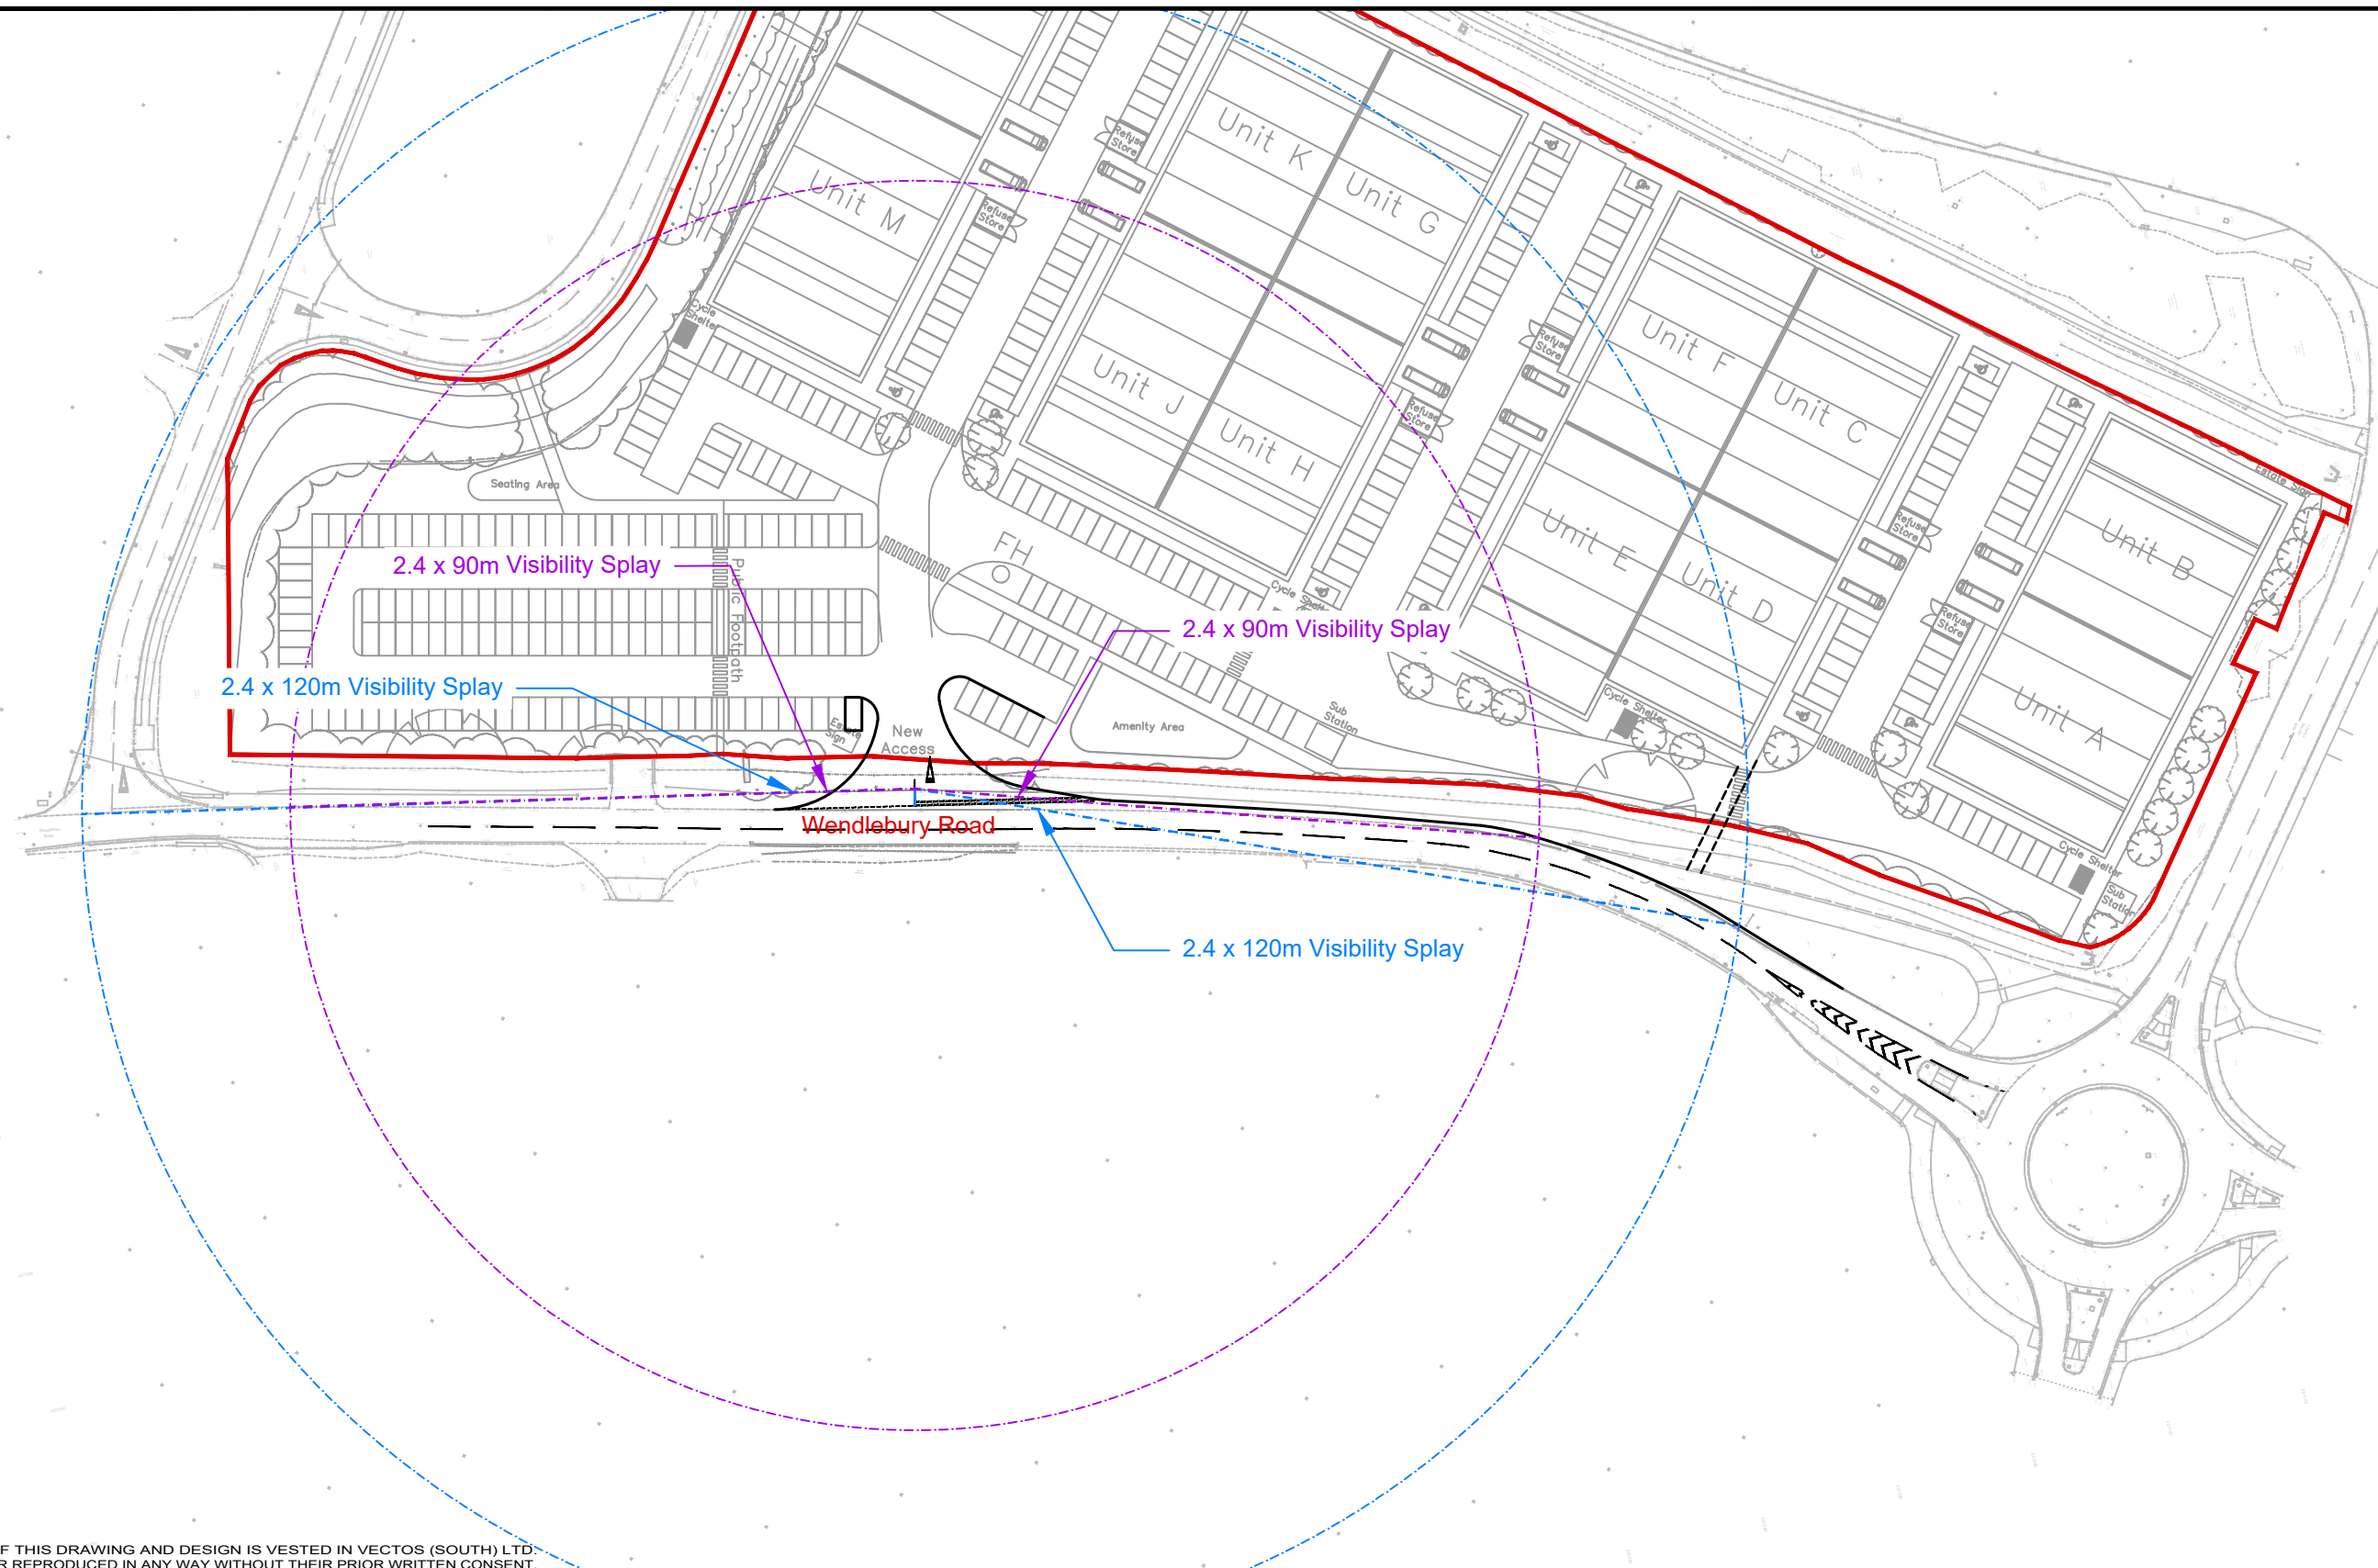 Unit K
Unit G
Unit M
Refuse
Store
Refuse
Store
Cycle
Shelter
Unit F
Unit C
Refuse
Store
Unit J
Unit H
Refuse
Store
Seating Area
Estate Sign
Unit B
Unit E
Unit D
Refuse
Store
FH
2.4 x 90m Visibility Splay
Public Footpath
Cycle Shelter
2.4 x 90m Visibility Splay
Refuse
Store
2.4 x 120m Visibility Splay
Unit A
Cycle Shelter
Sub
Station
Estate
Sign
New
Access
Amenity Area
Wendlebury Road
Cycle Shelter
Sub
Station
2.4 x 120m Visibility Splay
F THIS DRAWING AND DESIGN IS VESTED IN VECTOS (SOUTH) LTD.
R REPRODUCED IN ANY WAY WITHOUT THEIR PRIOR WRITTEN CONSENT.